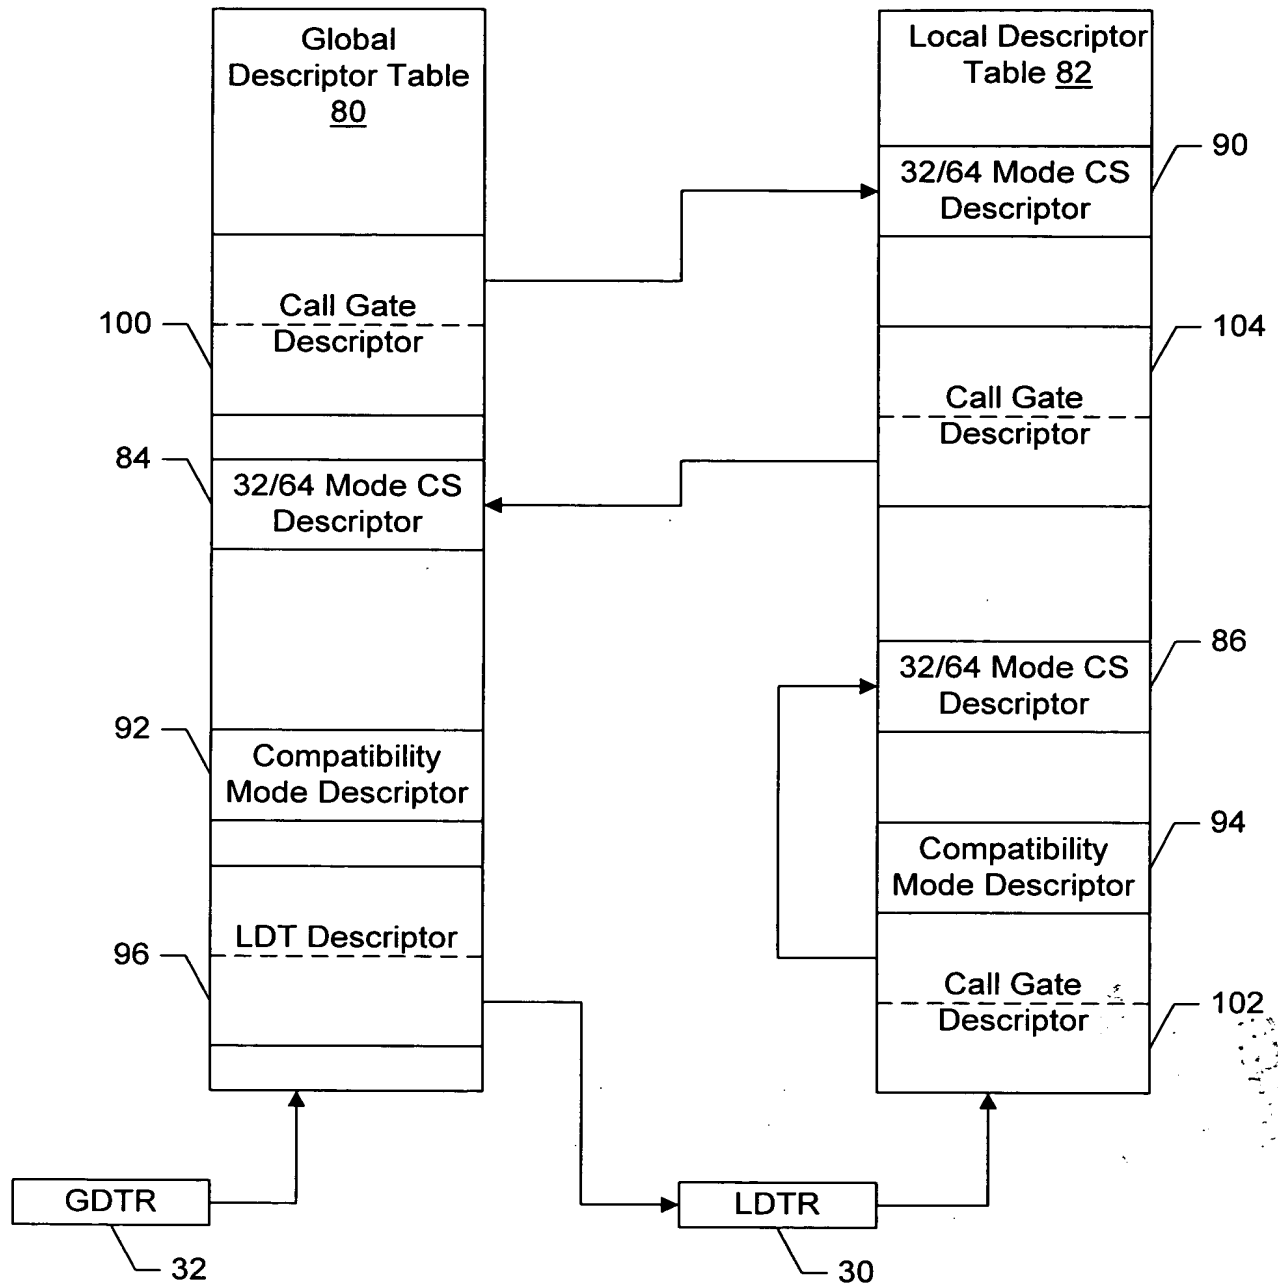 Global
Descriptor Table
80
Call Gate
Descriptor
100
84
32/64 Mode CS
Descriptor
92
Compatibility
Mode Descriptor
LDT Descriptor
96
GDTR
32
Local Descriptor
Table 82
90
32/64 Mode CS
Descriptor
104
Call Gate
Descriptor
86
32/64 Mode CS
Descriptor
94
Compatibility
Mode Descriptor
Call Gate
Descriptor
102
LDTR
30